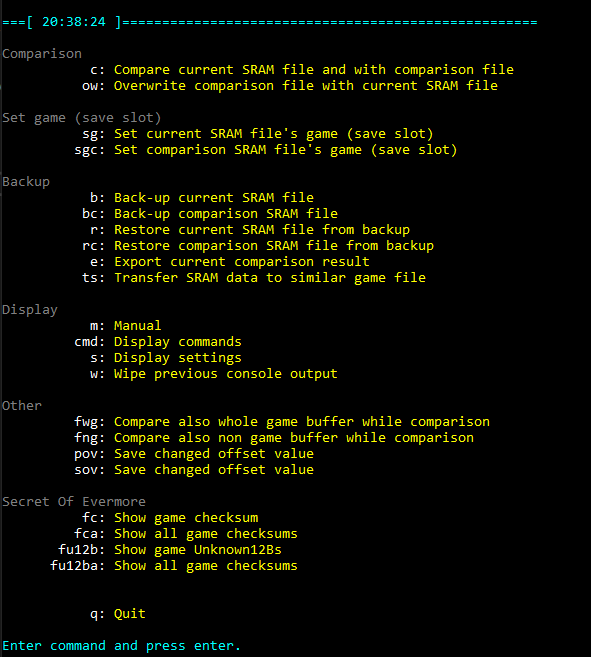 ===[ 20:38:24 ]====================================================
Comparison
c: Compare current SRAM file and with comparison file
ow: Overwrite comparison file with current SRAM file
Set game (save slot)
sg: Set current SRAM file's game (save slot)
sgc: Set comparison SRAM file's game (save slot)
Backup
b: Back-up current SRAM file
bc: Back-up comparison SRAM file
r: Restore current SRAM file from backup
rc: Restore comparison SRAM file from backup
e: Export current comparison result
ts: Transfer SRAM data to similar game file
Display
m: Manual
cmd: Display commands
s: Display settings
w: Wipe previous console output
Other
fwg: Compare also whole game buffer while comparison
fng: Compare also non game buffer while comparison
pov: Save changed offset value
sov: Save changed offset value
Secret Of Evermore
fc: Show game checksum
fca: Show all game checksums
fu12b: Show game Unknown12Bs
fu12ba: Show all game checksums
q: Quit
Enter command and press enter.